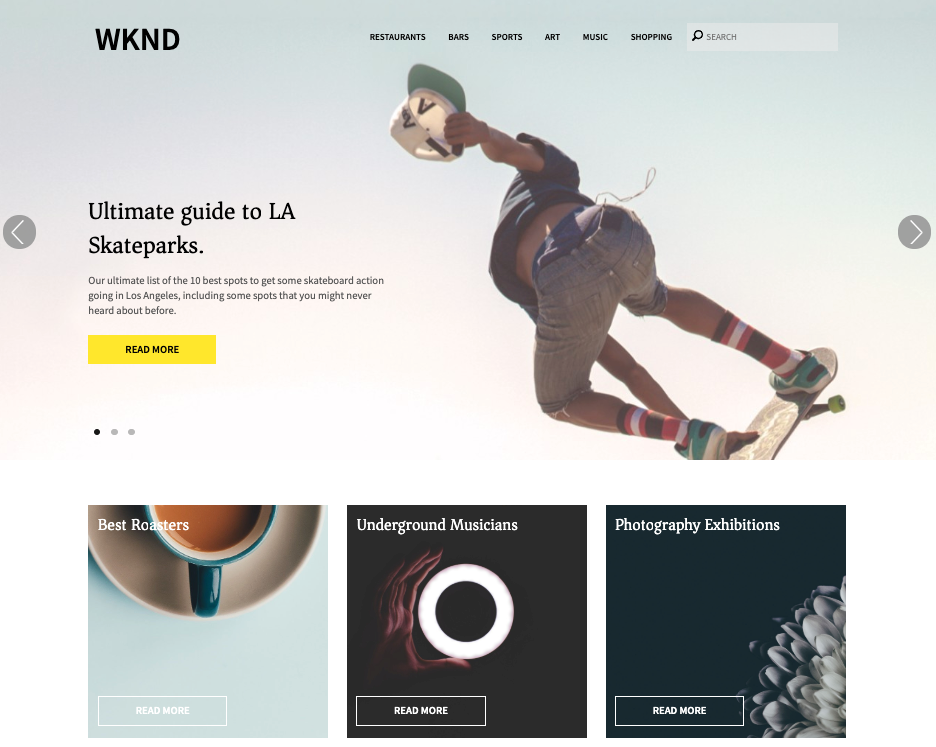 WKND
RESTAURANTS BARS SPORTS ART MUSIC SHOPPING SEARCH
Ultimate guide to LA
Skateparks.
Our ultimate list of the 10 best spots to get some skateboard action
going in Los Angeles, including some spots that you might never
heard about before.
READ MORE
Best Roasters
Underground Musicians
Photography Exhibitions
READ MORE
READ MORE
READ MORE